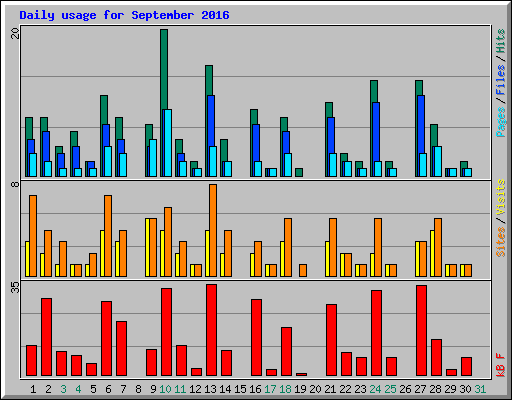 Daily usage for September 2016
20
8
35
Pages / Files / Hits
Sites / Visits
kB F
1 2 3 4 5 6 7 8 9 10 11 12 13 14 15 16 17 18 19 20 21 22 23 24 25 26 27 28 29 30 31